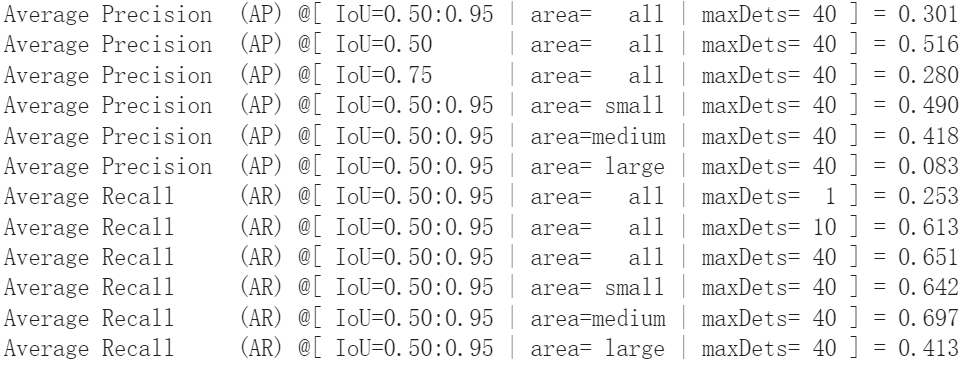 Average Precision  (AP) @[ IoU=0.50:0.95 | area=   all | maxDets= 40 ] = 0.301
Average Precision  (AP) @[ IoU=0.50      | area=   all | maxDets= 40 ] = 0.516
Average Precision  (AP) @[ IoU=0.75      | area=   all | maxDets= 40 ] = 0.280
Average Precision  (AP) @[ IoU=0.50:0.95 | area= small | maxDets= 40 ] = 0.490
Average Precision  (AP) @[ IoU=0.50:0.95 | area=medium | maxDets= 40 ] = 0.418
Average Precision  (AP) @[ IoU=0.50:0.95 | area= large | maxDets= 40 ] = 0.083
Average Recall     (AR) @[ IoU=0.50:0.95 | area=   all | maxDets=  1 ] = 0.253
Average Recall     (AR) @[ IoU=0.50:0.95 | area=   all | maxDets= 10 ] = 0.613
Average Recall     (AR) @[ IoU=0.50:0.95 | area=   all | maxDets= 40 ] = 0.651
Average Recall     (AR) @[ IoU=0.50:0.95 | area= small | maxDets= 40 ] = 0.642
Average Recall     (AR) @[ IoU=0.50:0.95 | area=medium | maxDets= 40 ] = 0.697
Average Recall     (AR) @[ IoU=0.50:0.95 | area= large | maxDets= 40 ] = 0.413